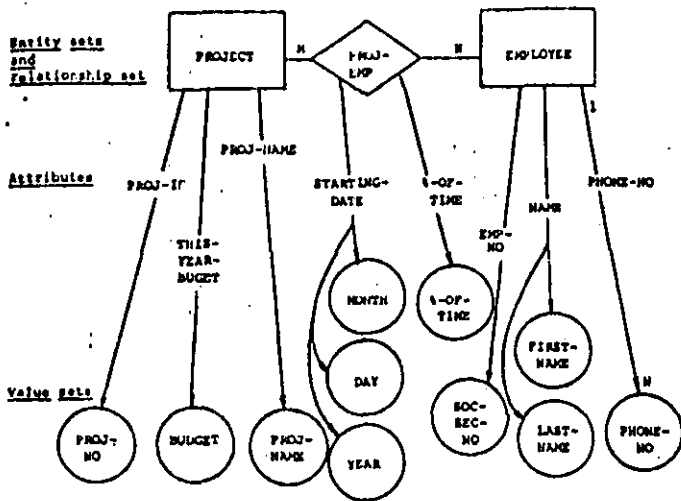 Entity sets
and
relationship set
PROJECT
M
PROJ-
EMP
N
EMPLOYEE
1
Attributes
PROJ-NAME
PROJ-ID
STARTING-
DATE
%-OF-
TIME
PHONE-NO
NAME
EMP-
NO
THIS-
YEAR-
BUGET
MONTH
%-OF-
TIME
FIRST-
NAME
DAY
Value sets
N
PROJ-
NO
BUDGET
PROJ-
NAME
YEAR
SOC-
SEC-
NO
LAST-
NAME
PHONE-
NO